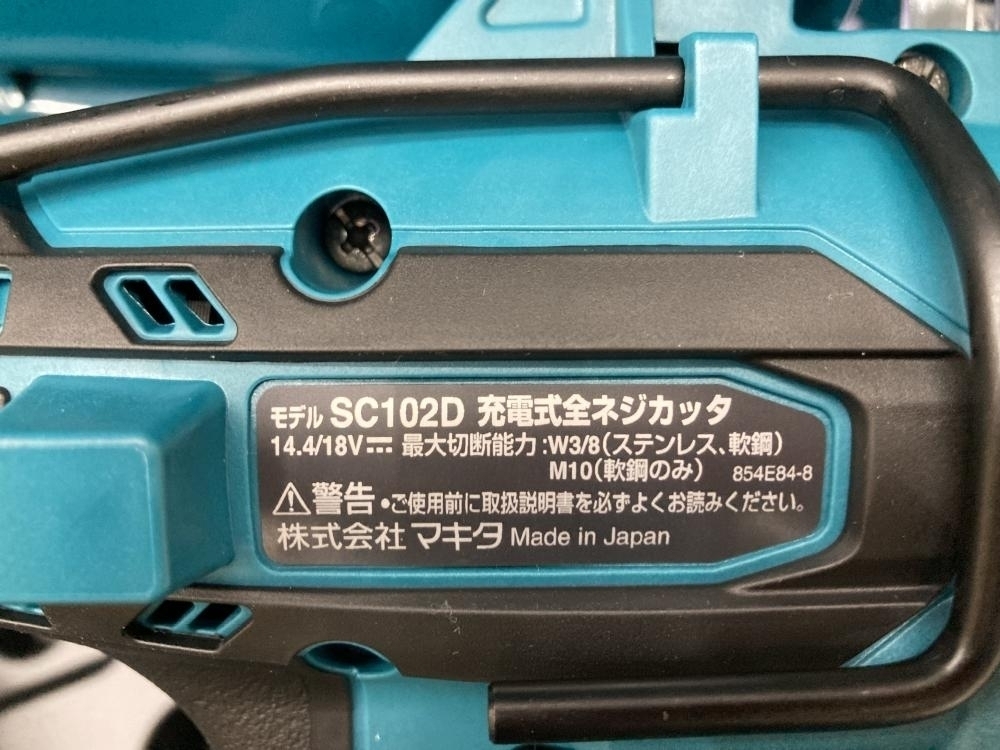 モデル SC102D 充電式全ネジカッタ
14.4/18V⎓ 最大切断能力:W3/8(ステンレス、軟鋼)
M10(軟鋼のみ) 854E84-8
⚠警告 •ご使用前に取扱説明書を必ずよくお読みください。
株式会社 マキタ Made in Japan